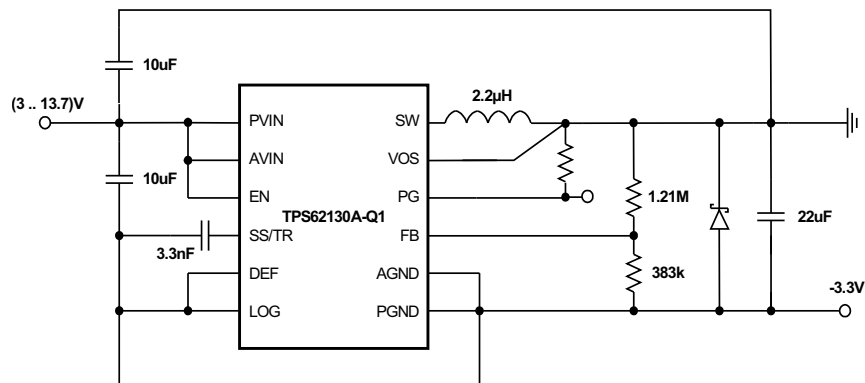 10uF
2.2µH
(3 .. 13.7)V
PVIN
SW
AVIN
VOS
10uF
EN
PG
1.21M
TPS62130A-Q1
22uF
SS/TR
FB
3.3nF
DEF
AGND
383k
-3.3V
LOG
PGND